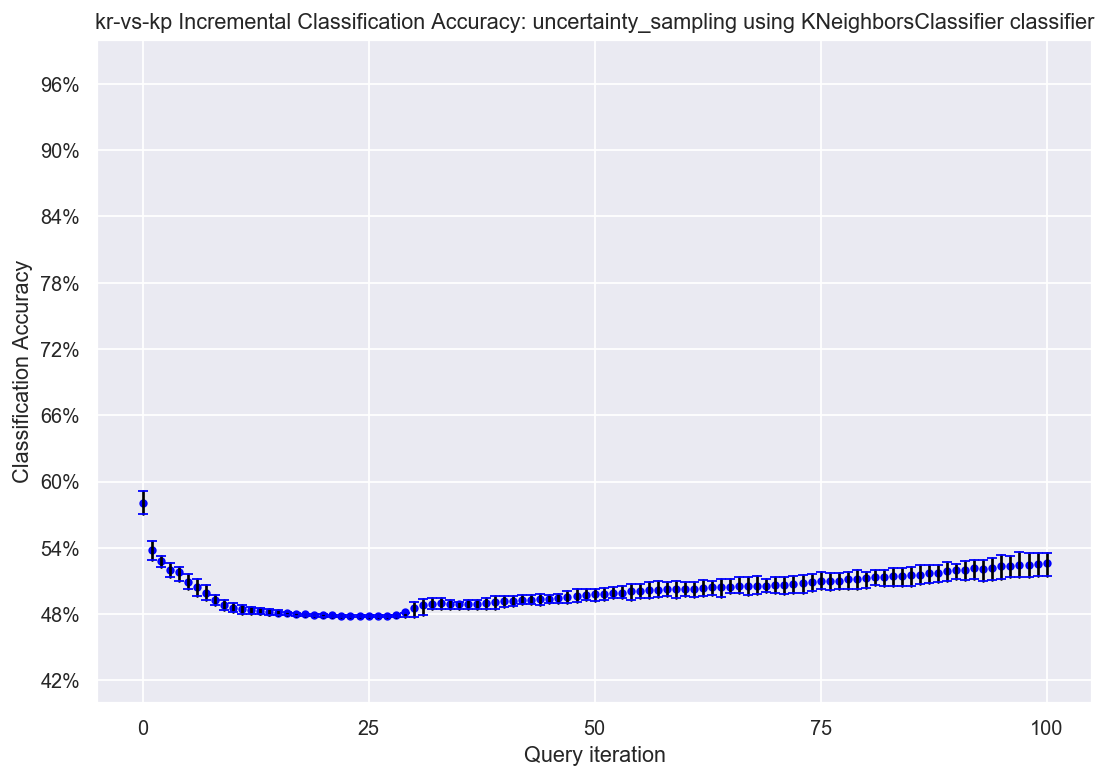 kr-vs-kp Incremental Classification Accuracy: uncertainty_sampling using KNeighborsClassifier classifier
96%
90%
84%
78%
72%
66%
60%
54%
48%
42%
Classification Accuracy
0 25 50 75 100
Query iteration